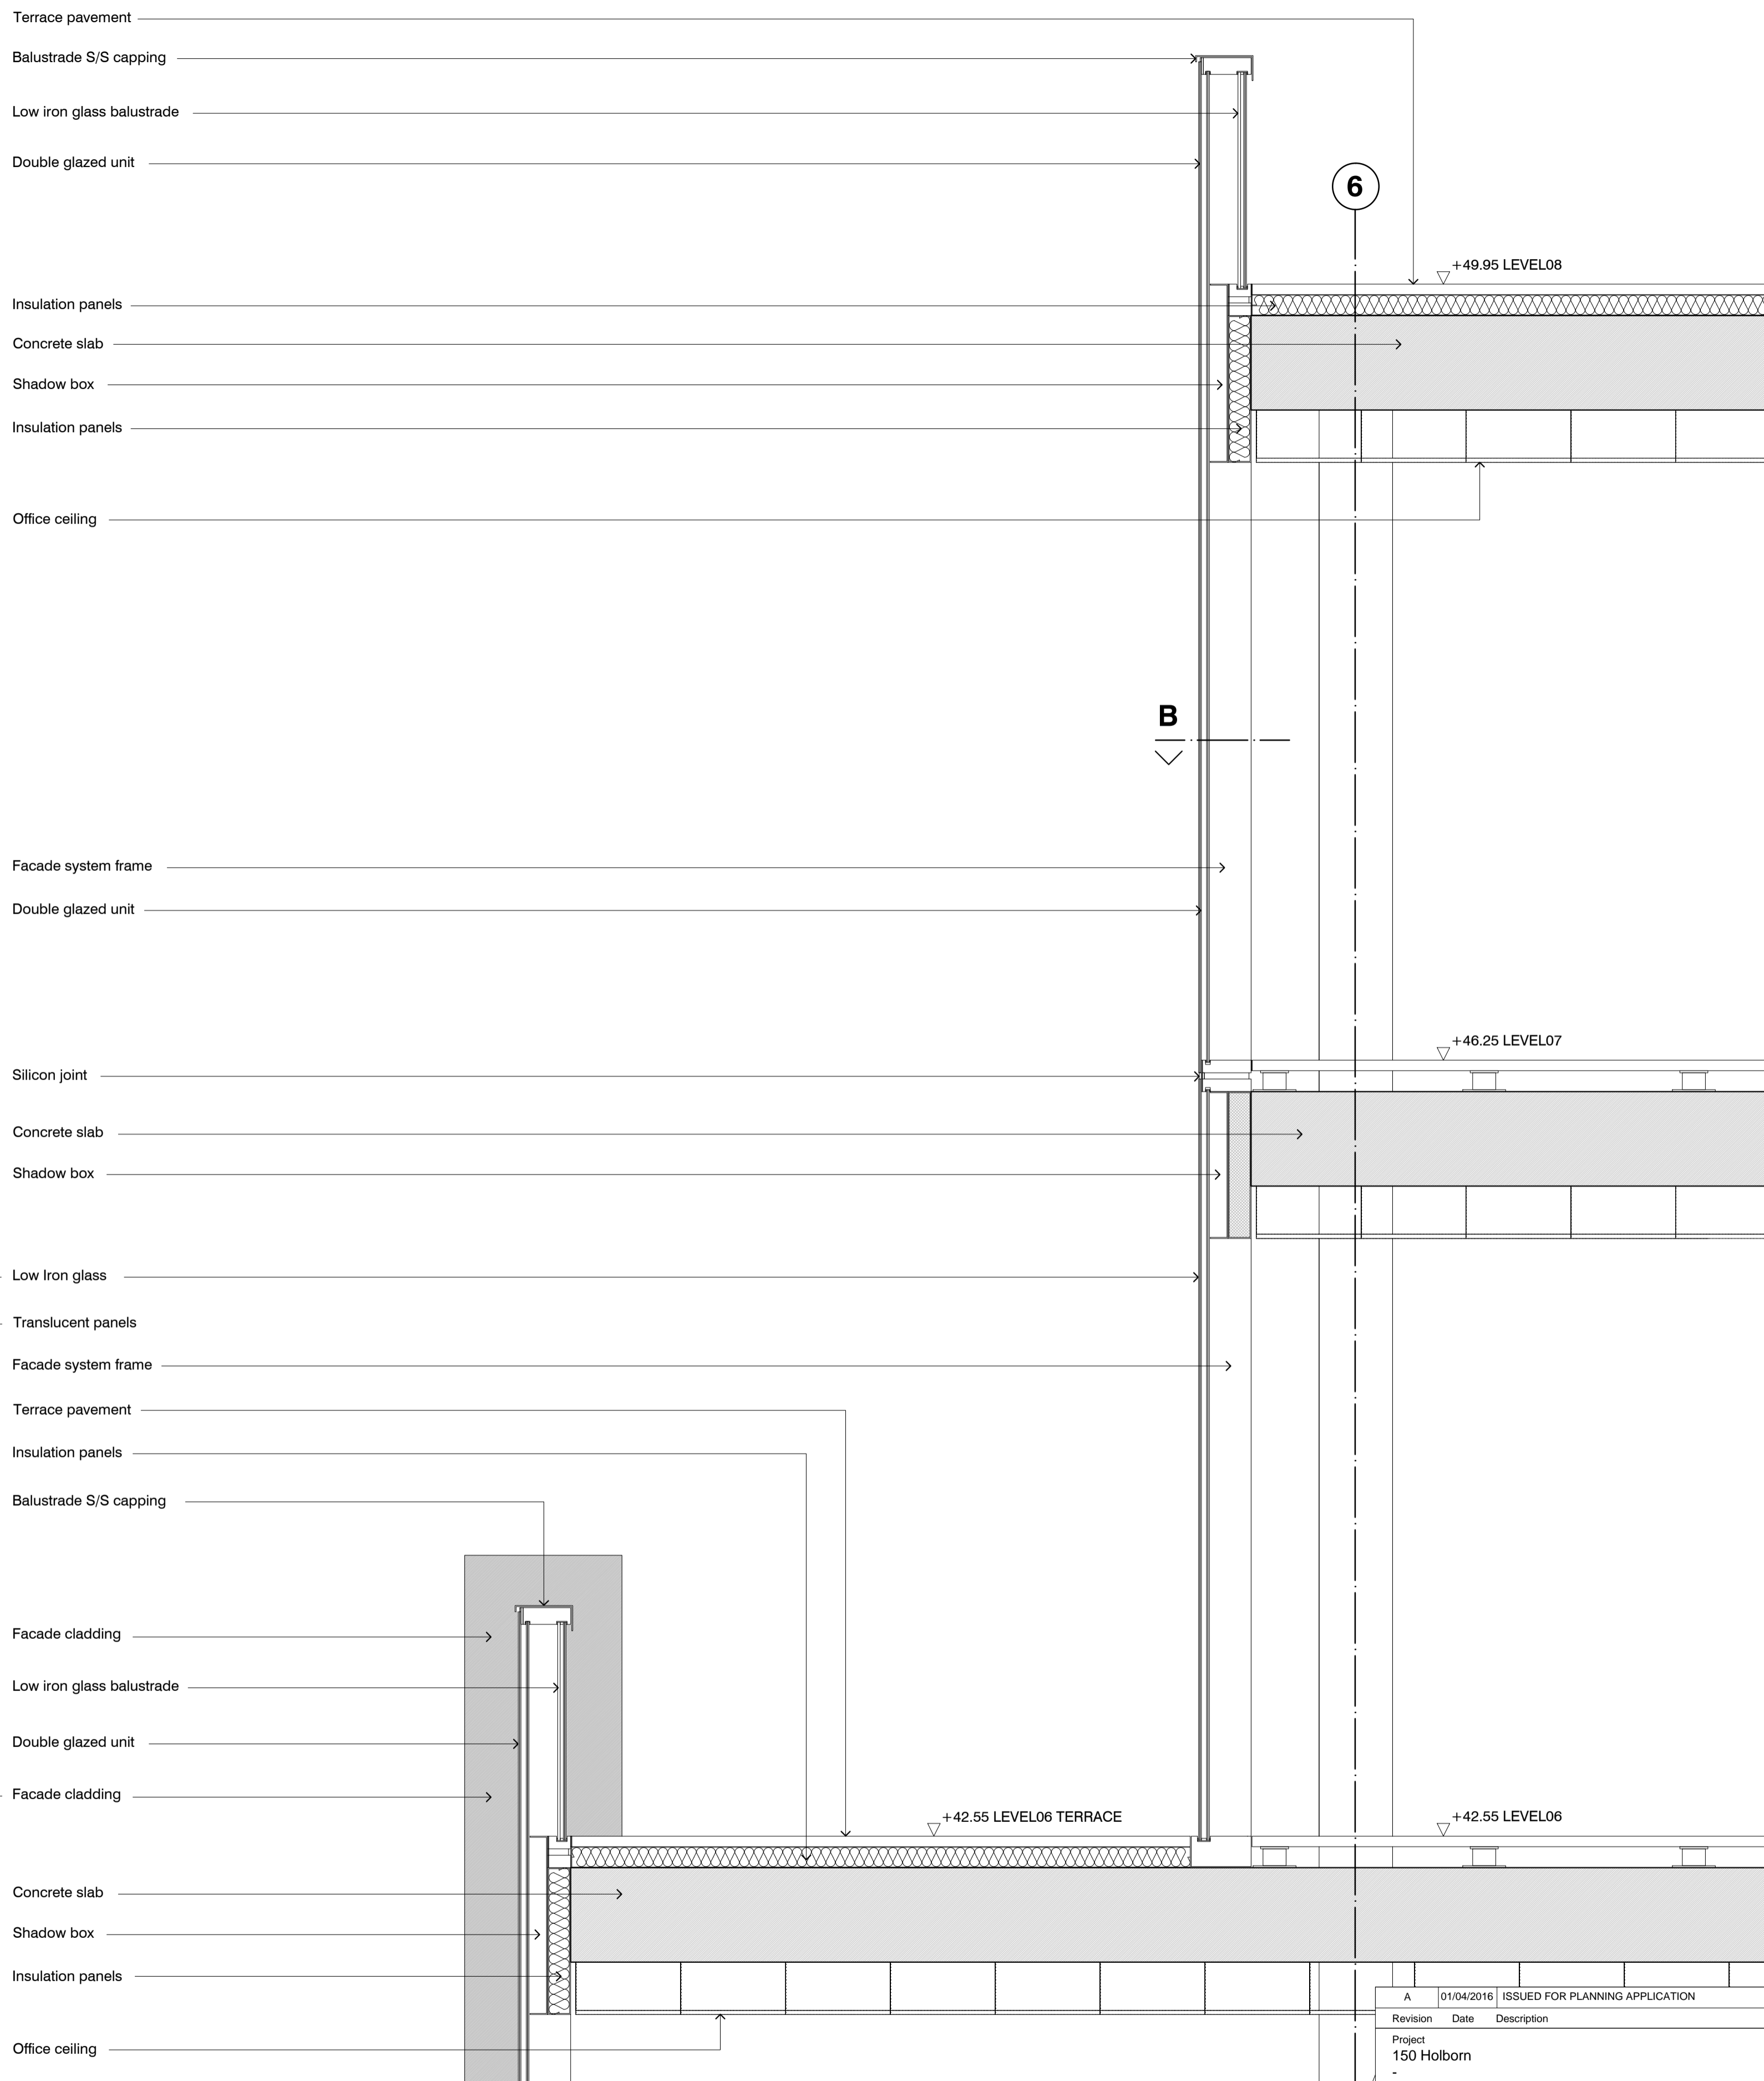 Terrace pavement
Balustrade S/S capping
Low iron glass balustrade
Double glazed unit
6
+49.95 LEVEL08
Insulation panels
Concrete slab
Shadow box
Insulation panels
Office ceiling
B
Facade system frame
Double glazed unit
+46.25 LEVEL07
Silicon joint
Concrete slab
Shadow box
Low Iron glass
Translucent panels
Facade system frame
Terrace pavement
Insulation panels
Balustrade S/S capping
Facade cladding
Low iron glass balustrade
Double glazed unit
Facade cladding
+42.55 LEVEL06 TERRACE
+42.55 LEVEL06
Concrete slab
Shadow box
Insulation panels
A 01/04/2016 ISSUED FOR PLANNING APPLICATION
Revision Date Description
Office ceiling
Project
150 Holborn
-